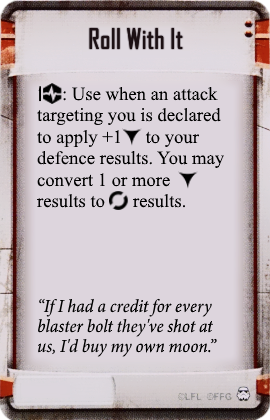 Roll With It
: Use when an attack
targeting you is declared
to apply +1 to your
defence results. You may
convert 1 or more
results to results.
“If I had a credit for every
blaster bolt they've shot at
us, I'd buy my own moon.”
©LFL ©FFG